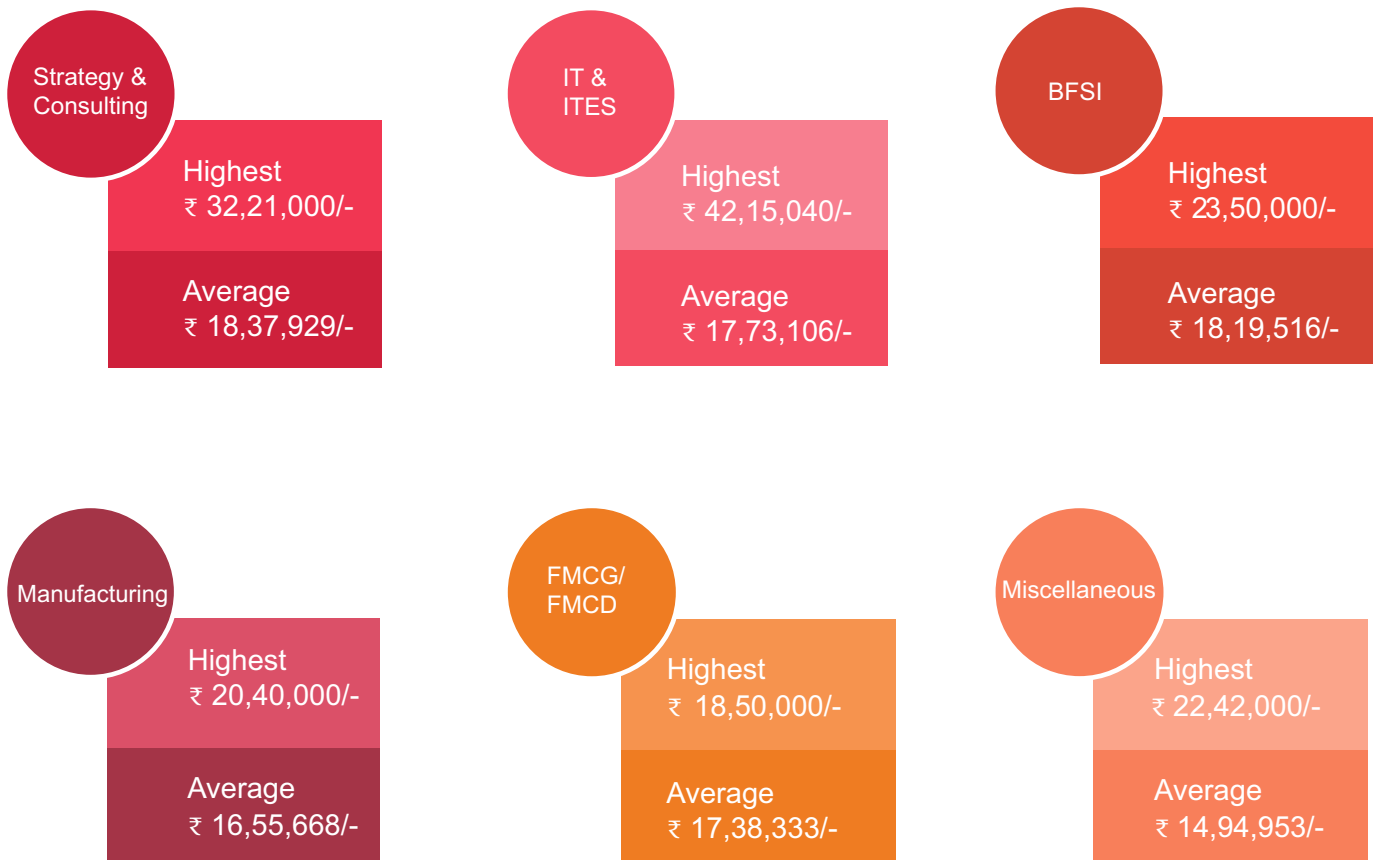 Strategy &
Consulting
Highest
₹ 32,21,000/-
Average
₹ 18,37,929/-
IT &
ITES
Highest
₹ 42,15,040/-
Average
₹ 17,73,106/-
BFSI
Highest
₹ 23,50,000/-
Average
₹ 18,19,516/-
Manufacturing
Highest
₹ 20,40,000/-
Average
₹ 16,55,668/-
FMCG/
FMCD
Highest
₹ 18,50,000/-
Average
₹ 17,38,333/-
Miscellaneous
Highest
₹ 22,42,000/-
Average
₹ 14,94,953/-